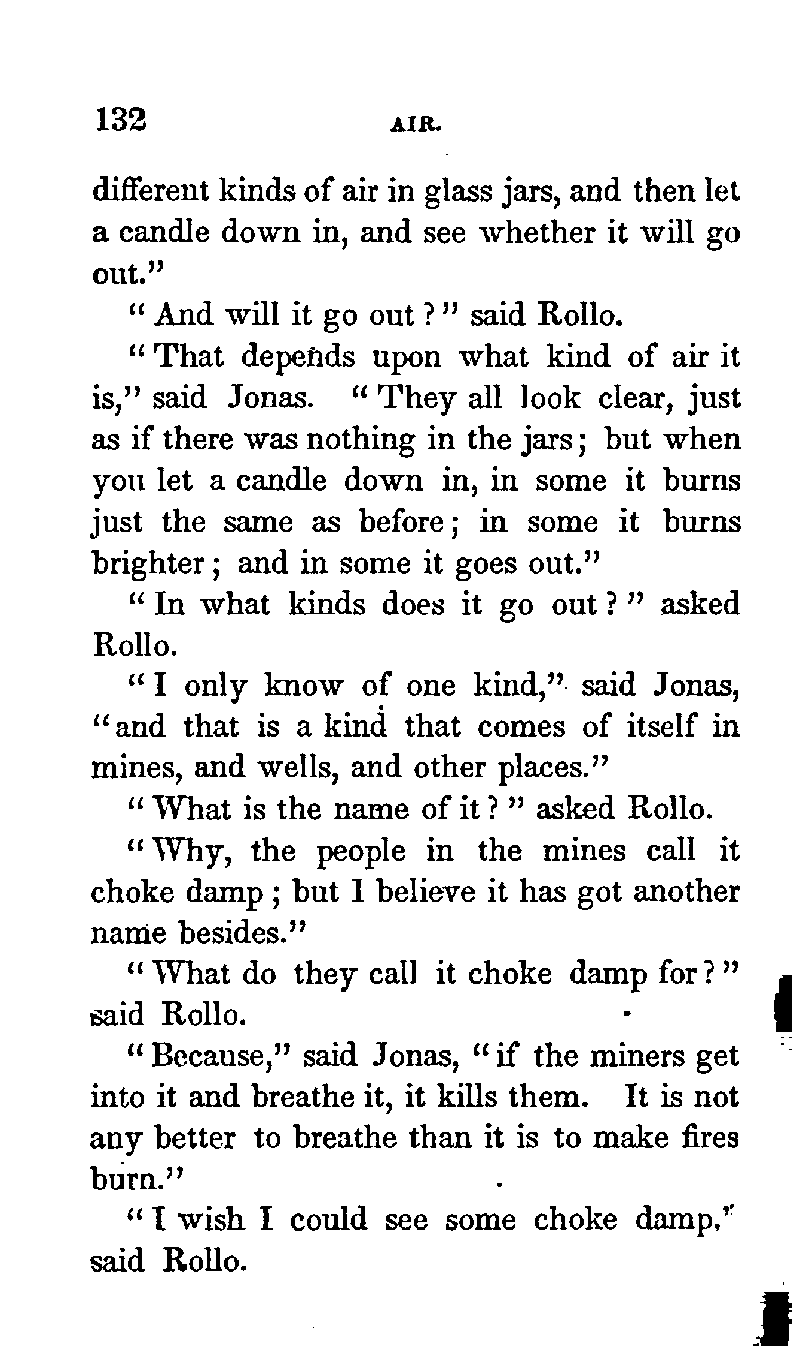 132 AIR.
different kinds of air in glass jars, and then let
a candle down in, and see whether it will go
out."
"And will it go out?" said Rollo.
"That depends upon what kind of air it
is," said Jonas. "They all look clear, just
as if there was nothing in the jars; but when
you let a candle down in, in some it burns
just the same as before; in some it burns
brighter; and in some it goes out."
"In what kinds does it go out?" asked
Rollo.
"I only know of one kind," said Jonas,
"and that is a kind that comes of itself in
mines, and wells, and other places."
"What is the name of it?" asked Rollo.
"Why, the people in the mines call it
choke damp; but I believe it has got another
name besides."
"What do they call it choke damp for?"
said Rollo.
"Because," said Jonas, "if the miners get
into it and breathe it, it kills them. It is not
any better to breathe than it is to make fires
burn."
"I wish I could see some choke damp,"
said Rollo.